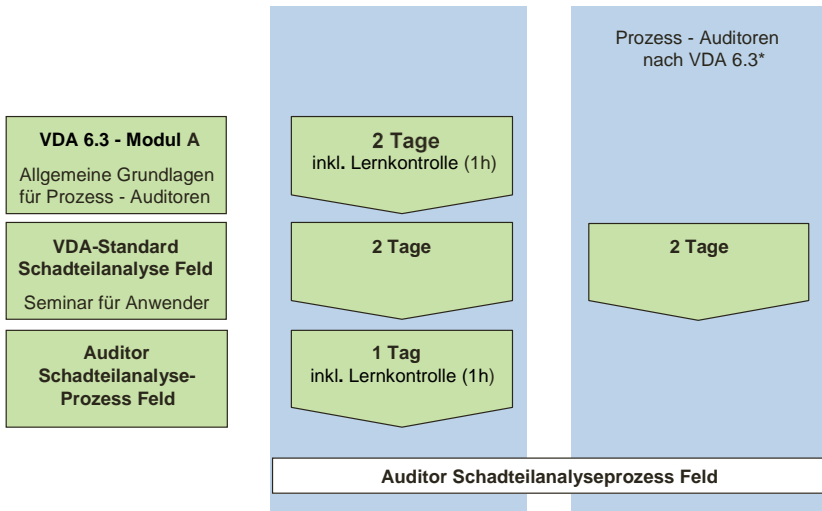 Prozess - Auditoren
nach VDA 6.3*
VDA 6.3 - Modul A
Allgemeine Grundlagen
für Prozess - Auditoren
2 Tage
inkl. Lernkontrolle (1h)
VDA-Standard
Schadteilanalyse Feld
Seminar für Anwender
2 Tage
2 Tage
Auditor
Schadteilanalyse-
Prozess Feld
1 Tag
inkl. Lernkontrolle (1h)
Auditor Schadteilanalyseprozess Feld